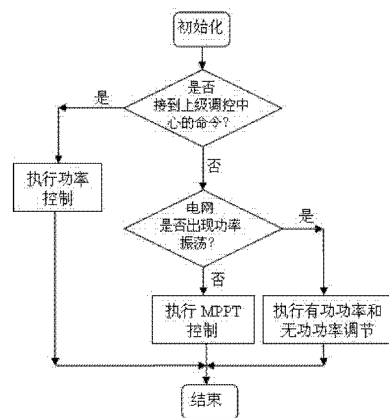 初始化
是否
接到上级调控中
心的命令?
是
否
执行功率
控制
电网
是否出现功率
振荡?
是
否
执行 MPPT
控制
执行有功功率和
无功功率调节
结束